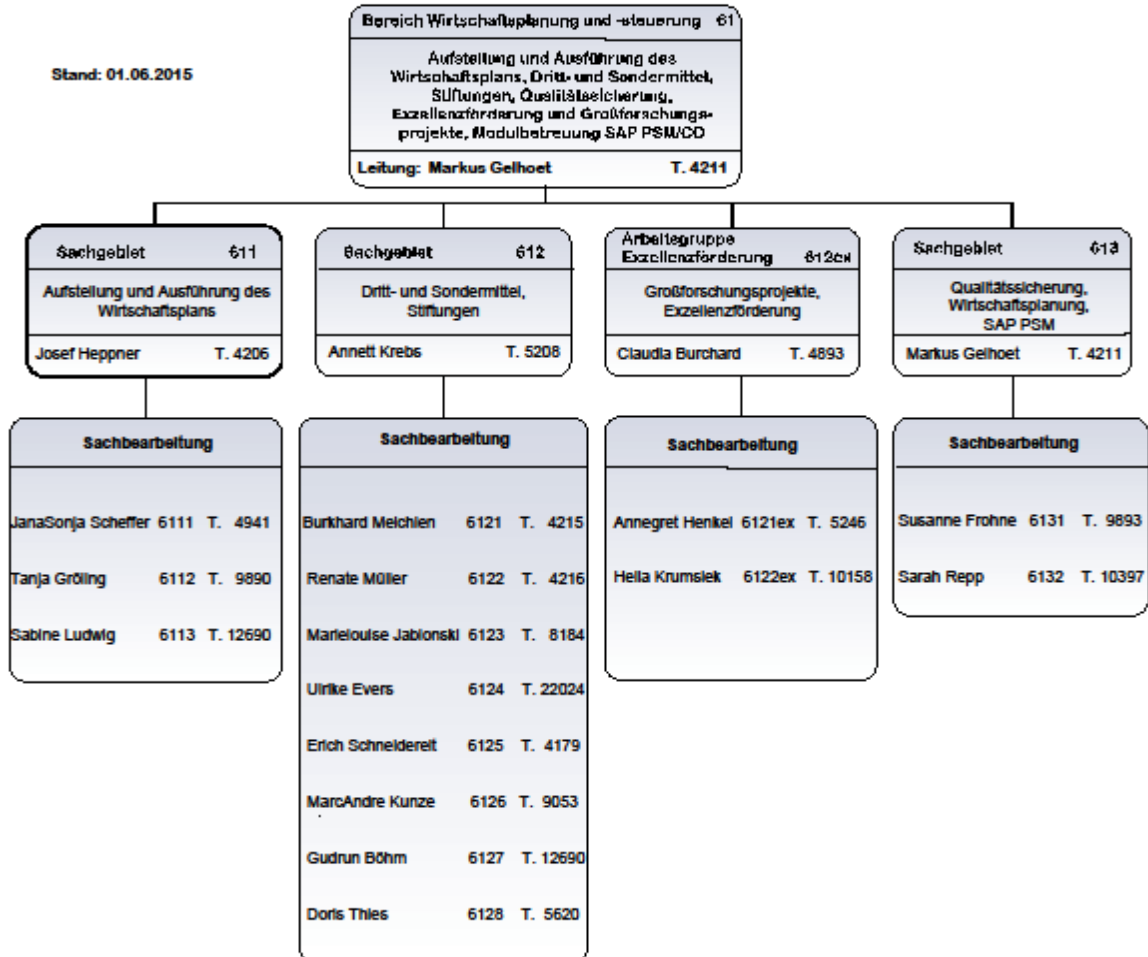 Stand: 01.06.2015
Bereich Wirtschaftsplanung und -steuerung 61
Aufstellung und Ausführung des
Wirtschaftsplans, Dritt- und Sondermittel,
Stiftungen, Qualitätssicherung,
Exzellenzförderung und Großforschungs-
projekte, Modulbetreuung SAP PSM/CO
Leitung: Markus Gelhoet T. 4211
Sachgebiet 611
Aufstellung und Ausführung des
Wirtschaftsplans
Josef Heppner T. 4206
Sachgebiet 612
Dritt- und Sondermittel,
Stiftungen
Annett Krebs T. 5208
Arbeitsgruppe
Exzellenzförderung 612ex
Großforschungsprojekte,
Exzellenzförderung
Claudia Burchard T. 4893
Sachgebiet 613
Qualitätssicherung,
Wirtschaftsplanung,
SAP PSM
Markus Gelhoet T. 4211
Sachbearbeitung
JanaSonja Scheffer 6111 T. 4941
Tanja Gröling 6112 T. 9890
Sabine Ludwig 6113 T. 12690
Sachbearbeitung
Burkhard Melchien 6121 T. 4215
Renate Müller 6122 T. 4216
Marielouise Jablonski 6123 T. 8184
Ulrike Evers 6124 T. 22024
Erich Schneidereit 6125 T. 4179
MarcAndre Kunze 6126 T. 9053
Gudrun Böhm 6127 T. 12690
Doris Thies 6128 T. 5620
Sachbearbeitung
Annegret Henkel 6121ex T. 5246
Hella Krumsiek 6122ex T. 10158
Sachbearbeitung
Susanne Frohne 6131 T. 9893
Sarah Repp 6132 T. 10397